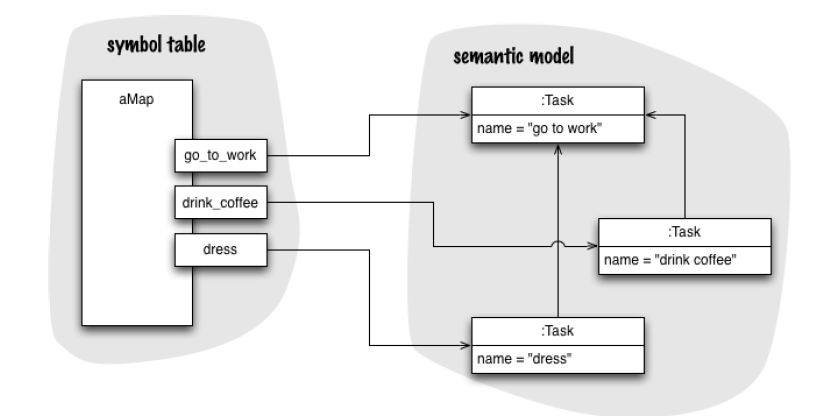 symbol table
semantic model
aMap
:Task
name = "go to work"
go_to_work
drink_coffee
dress
:Task
name = "drink coffee"
:Task
name = "dress"